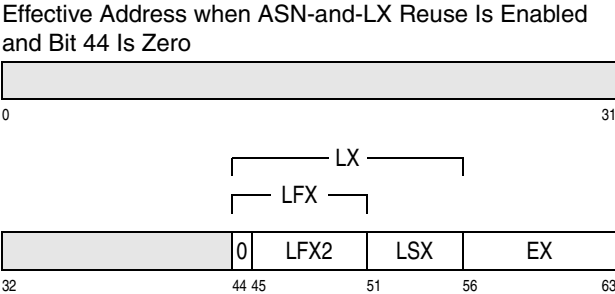 Effective Address when ASN-and-LX Reuse Is Enabled
and Bit 44 Is Zero
0 31
LX
LFX
0 LFX2 LSX EX
32 44 45 51 56 63